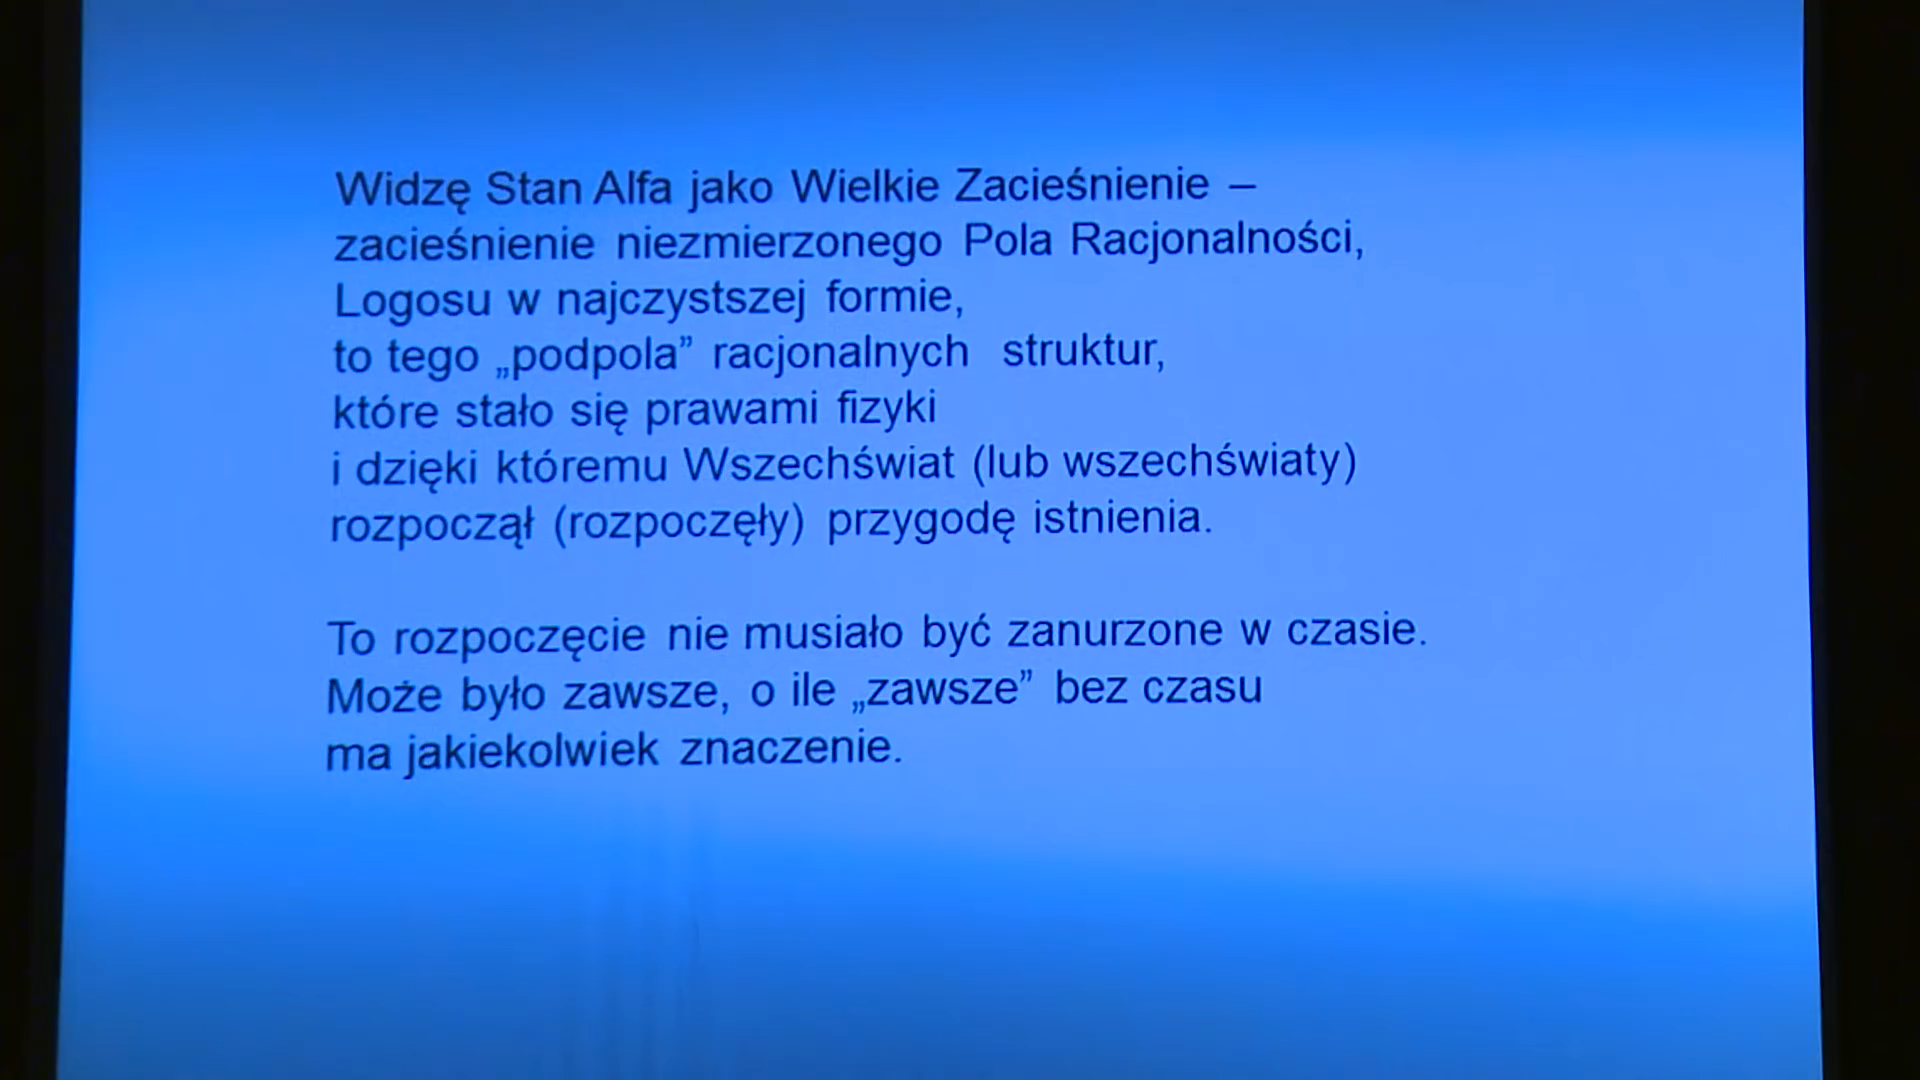 Widzę Stan Alfa jako Wielkie Zacieśnienie –
zacieśnienie niezmierzonego Pola Racjonalności,
Logosu w najczystszej formie,
to tego „podpola” racjonalnych struktur,
które stało się prawami fizyki
i dzięki któremu Wszechświat (lub wszechświaty)
rozpoczął (rozpoczęły) przygodę istnienia.
To rozpoczęcie nie musiało być zanurzone w czasie.
Może było zawsze, o ile „zawsze” bez czasu
ma jakiekolwiek znaczenie.